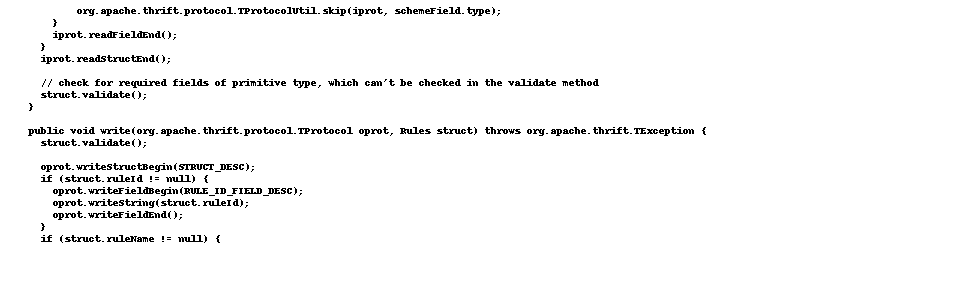 org.apache.thrift.protocol.TProtocolUtil.skip(iprot, schemeField.type);
}
iprot.readFieldEnd();
}
iprot.readStructEnd();
// check for required fields of primitive type, which can't be checked in the validate method
struct.validate();
}
public void write(org.apache.thrift.protocol.TProtocol oprot, Rules struct) throws org.apache.thrift.TException {
struct.validate();
oprot.writeStructBegin(STRUCT_DESC);
if (struct.ruleId != null) {
oprot.writeFieldBegin(RULE_ID_FIELD_DESC);
oprot.writeString(struct.ruleId);
oprot.writeFieldEnd();
}
if (struct.ruleName != null) {